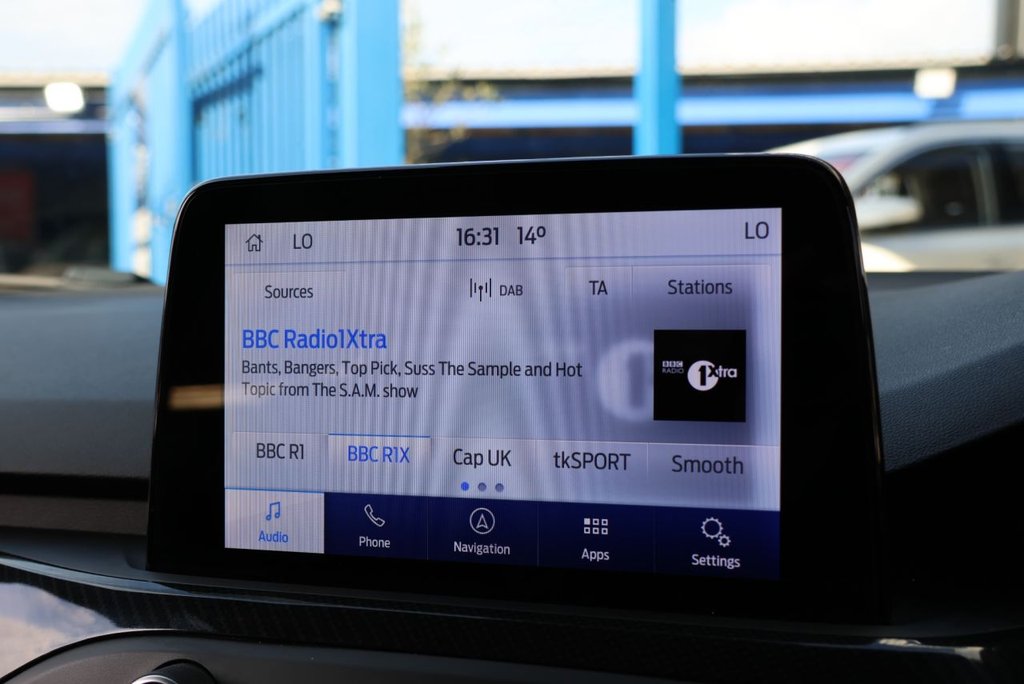 LO 16:31 14º LO
Sources DAB TA Stations
BBC Radio1Xtra
Bants, Bangers, Top Pick, Suss The Sample and Hot
Topic from The S.A.M. show
BBC
RADIO
1Xtra
BBC R1 BBC R1X Cap UK tkSPORT Smooth
Audio Phone Navigation Apps Settings